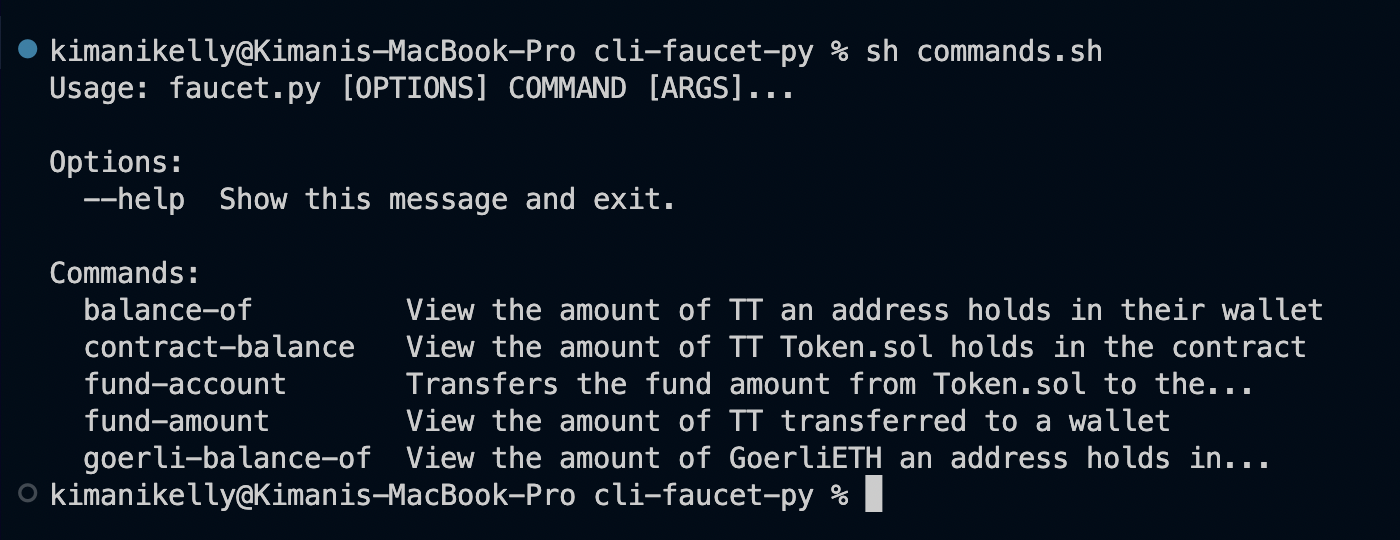 kimanikelly@Kimanis-MacBook-Pro cli-faucet-py % sh commands.sh
Usage: faucet.py [OPTIONS] COMMAND [ARGS]...
Options:
--help  Show this message and exit.
Commands:
balance-of         View the amount of TT an address holds in their wallet
contract-balance   View the amount of TT Token.sol holds in the contract
fund-account       Transfers the fund amount from Token.sol to the...
fund-amount        View the amount of TT transferred to a wallet
goerli-balance-of  View the amount of GoerliETH an address holds in...
kimanikelly@Kimanis-MacBook-Pro cli-faucet-py %